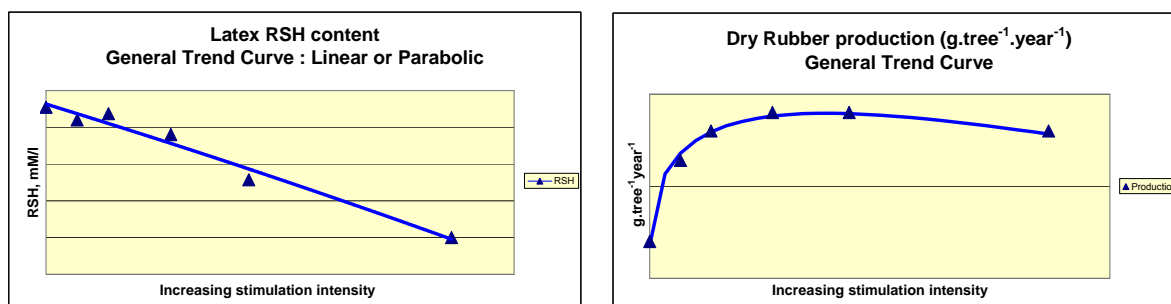 Latex RSH content
General Trend Curve : Linear or Parabolic
RSH, mM/l
RSH
Increasing stimulation intensity
Dry Rubber production (g.tree⁻¹.year⁻¹)
General Trend Curve
g.tree⁻¹year⁻¹
Production
Increasing stimulation intensity